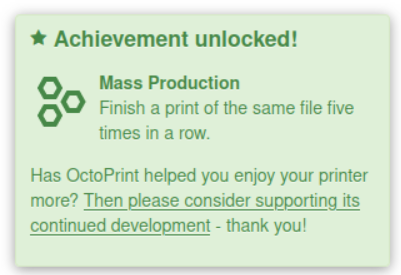 Achievement unlocked!
Mass Production
Finish a print of the same file five
times in a row.
Has OctoPrint helped you enjoy your printer
more? Then please consider supporting its
continued development - thank you!